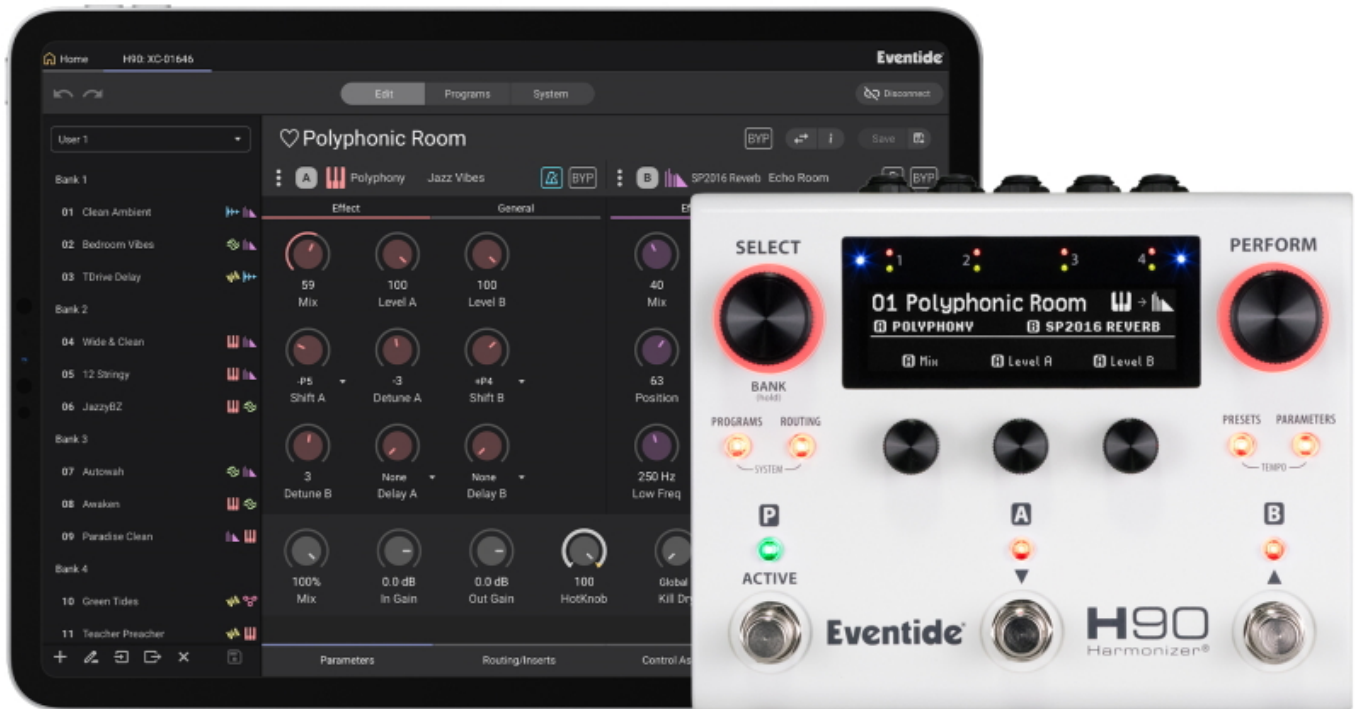 Home H90: XC-01646 Eventide
Edit Programs System Disconnect
User 1
Polyphonic Room BYP i Save
A Polyphony Jazz Vibes BYP B SP2016 Reverb Echo Room BYP
Effect General
Bank 1
01 Clean Ambient
02 Bedroom Vibes
03 TDrive Delay
Bank 2
04 Wide & Clean
05 12 Stringy
06 JazzyBZ
Bank 3
07 Autowah
08 Awaken
09 Paradise Clean
Bank 4
10 Green Tides
11 Teacher Preacher
59 100 100 40
Mix Level A Level B Mix
-P5 -3 +P4 63
Shift A Detune A Shift B Position
3 None None 250 Hz
Detune B Delay A Delay B Low Freq
100% 0.0 dB 0.0 dB 100 Global
Mix In Gain Out Gain HotKnob Kill Dr
Parameters Routing/Inserts Control As
SELECT PERFORM
1 2 3 4
01 Polyphonic Room
A POLYPHONY B SP2016 REVERB
A Mix A Level A A Level B
BANK
(hold)
PROGRAMS ROUTING PRESETS PARAMETERS
SYSTEM TEMPO
P A B
ACTIVE
Eventide H90
Harmonizer®